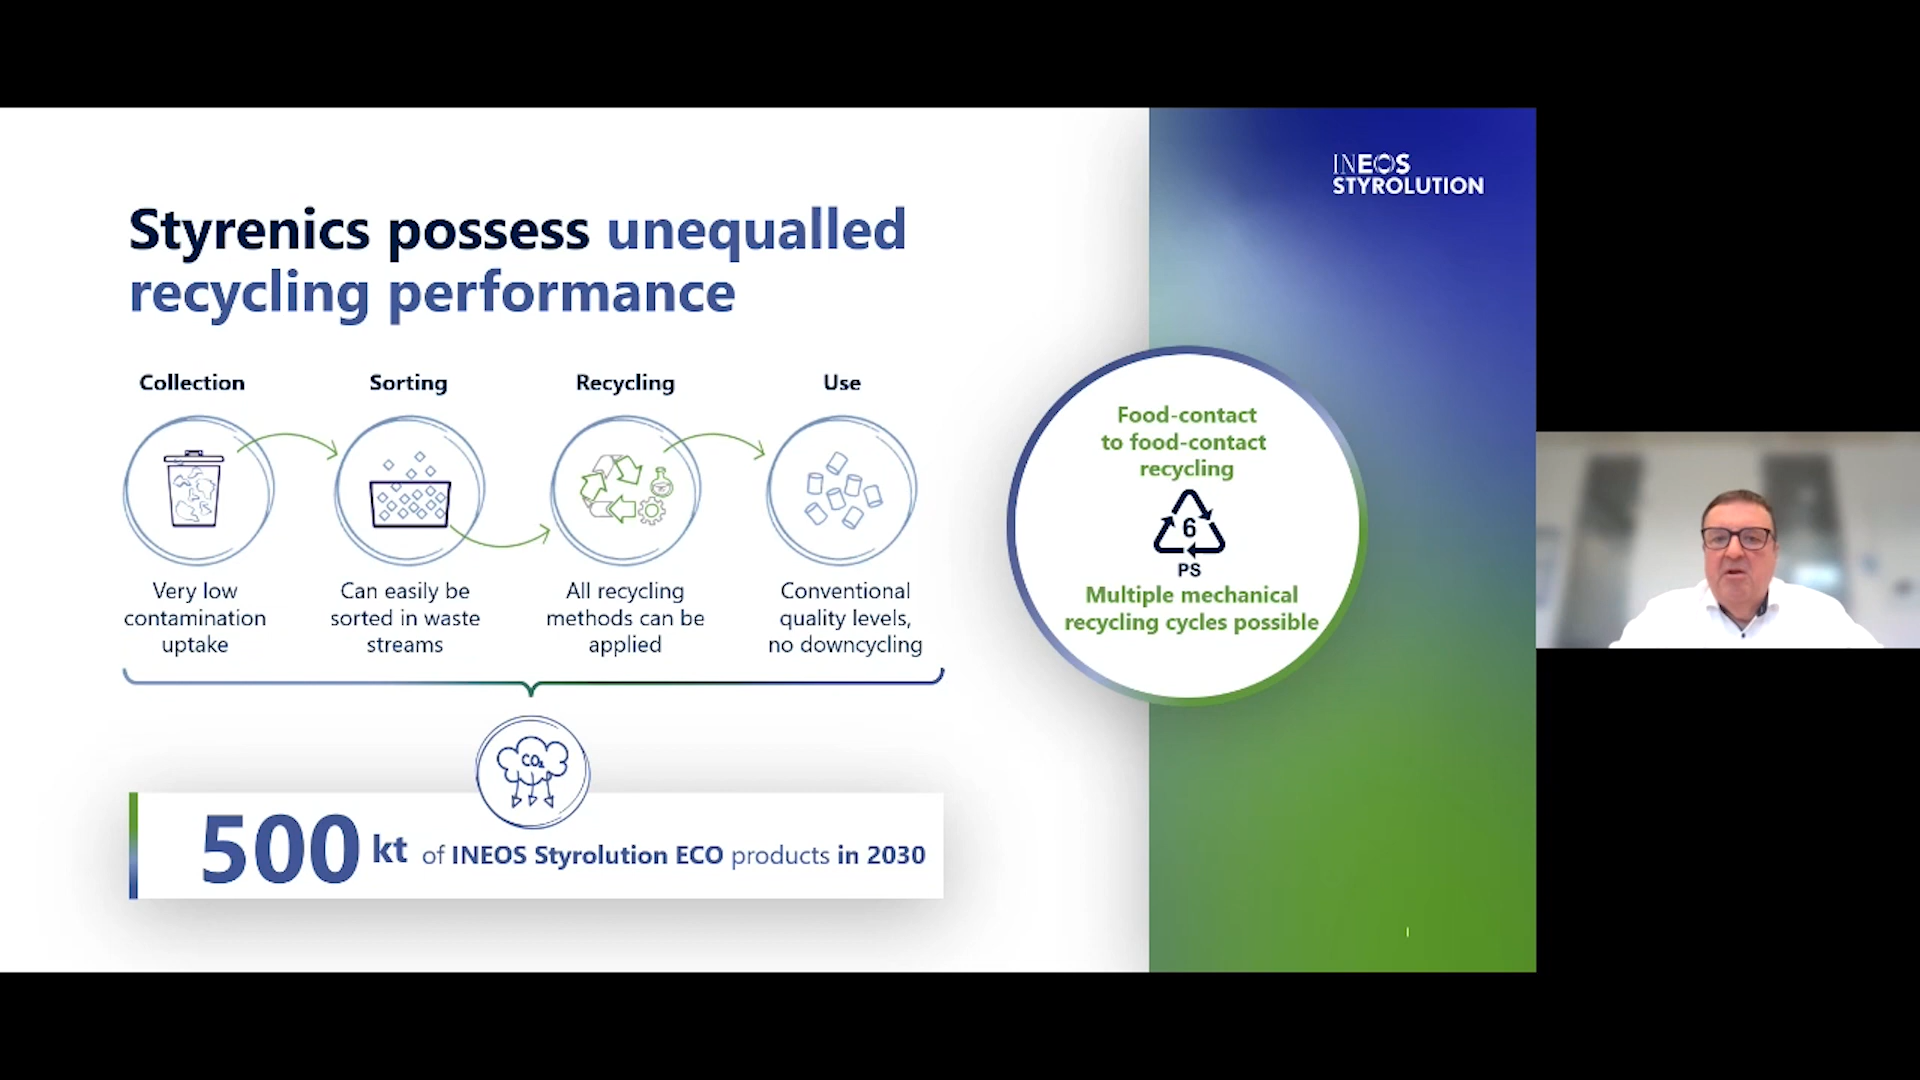 INEOS
STYROLUTION
Styrenics possess unequalled
recycling performance
Collection
Sorting
Recycling
Use
Very low
contamination
uptake
Can easily be
sorted in waste
streams
All recycling
methods can be
applied
Conventional
quality levels,
no downcycling
Food-contact
to food-contact
recycling
6
PS
Multiple mechanical
recycling cycles possible
CO₂
500 kt of INEOS Styrolution ECO products in 2030